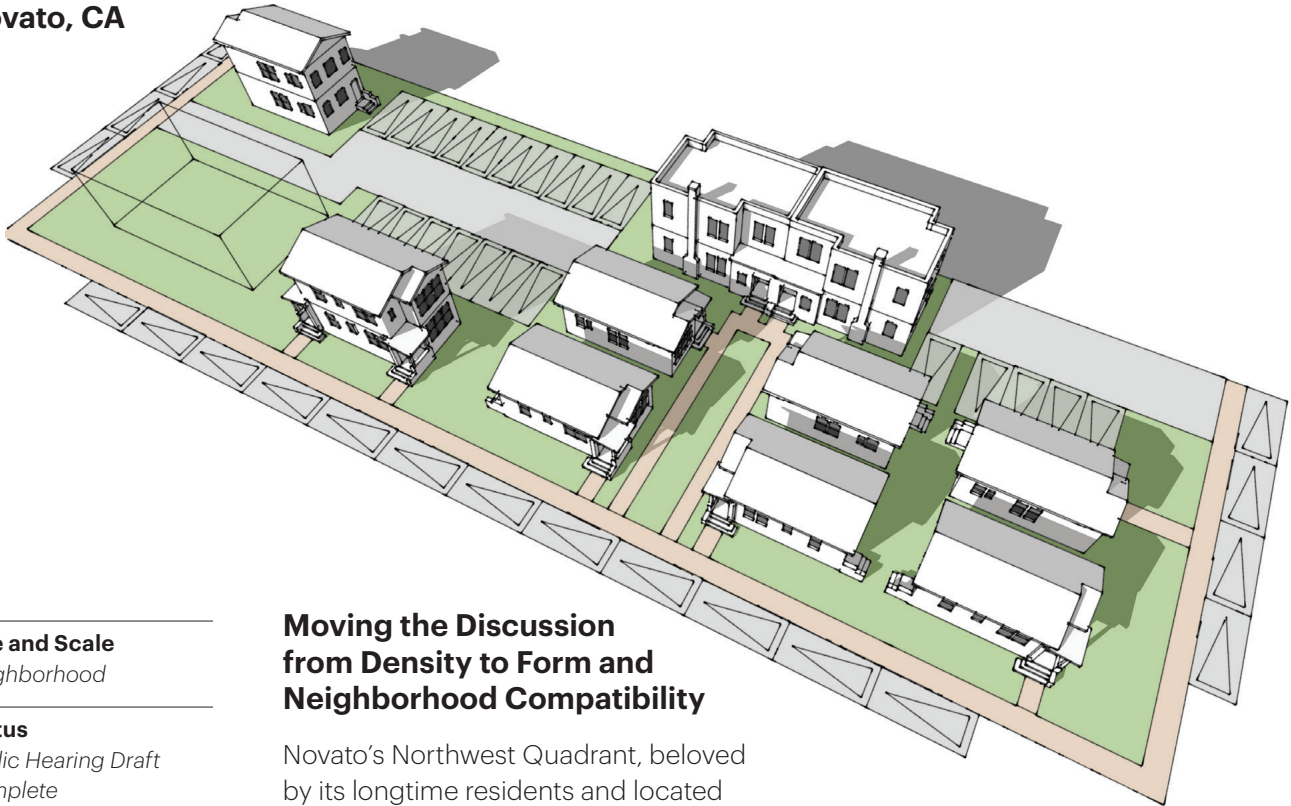 ovato, CA
e and Scale
ghborhood
tus
lic Hearing Draft
nplete
Moving the Discussion
from Density to Form and
Neighborhood Compatibility
Novato's Northwest Quadrant, beloved
by its longtime residents and located